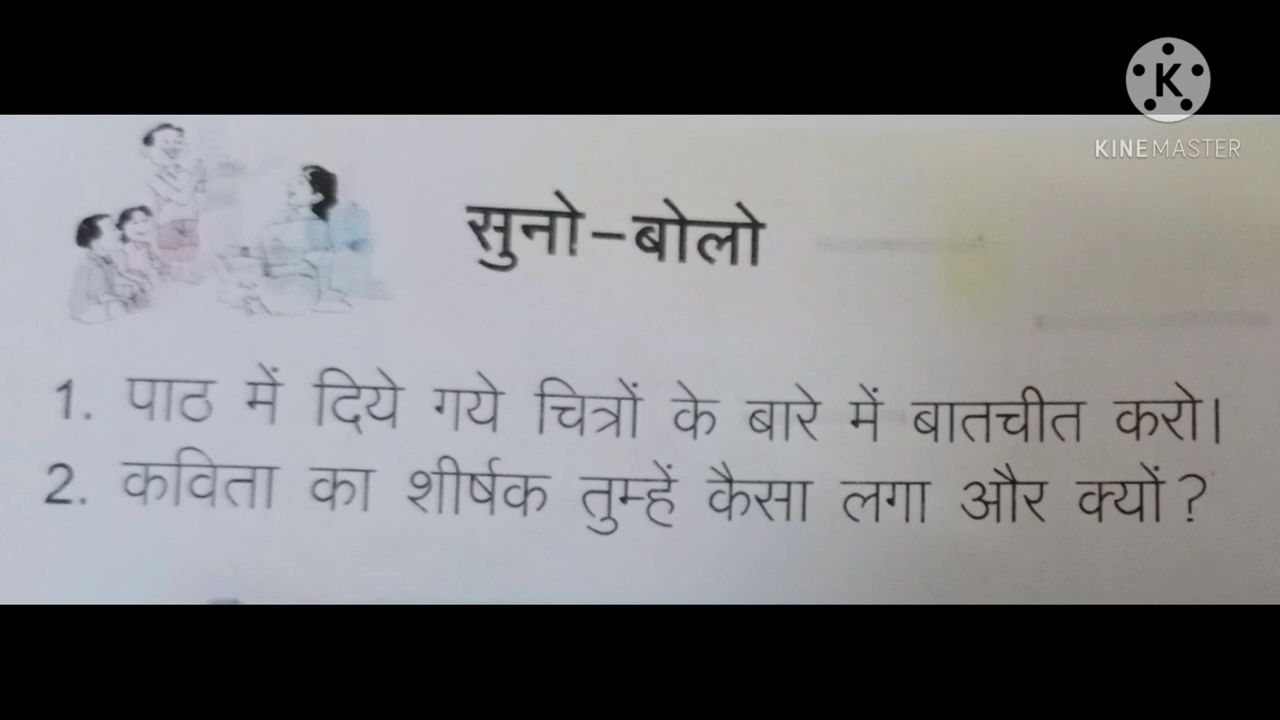 K
KINEMASTER
सुनो-बोलो
1. पाठ में दिये गये चित्रों के बारे में बातचीत करो।
2. कविता का शीर्षक तुम्हें कैसा लगा और क्यों?